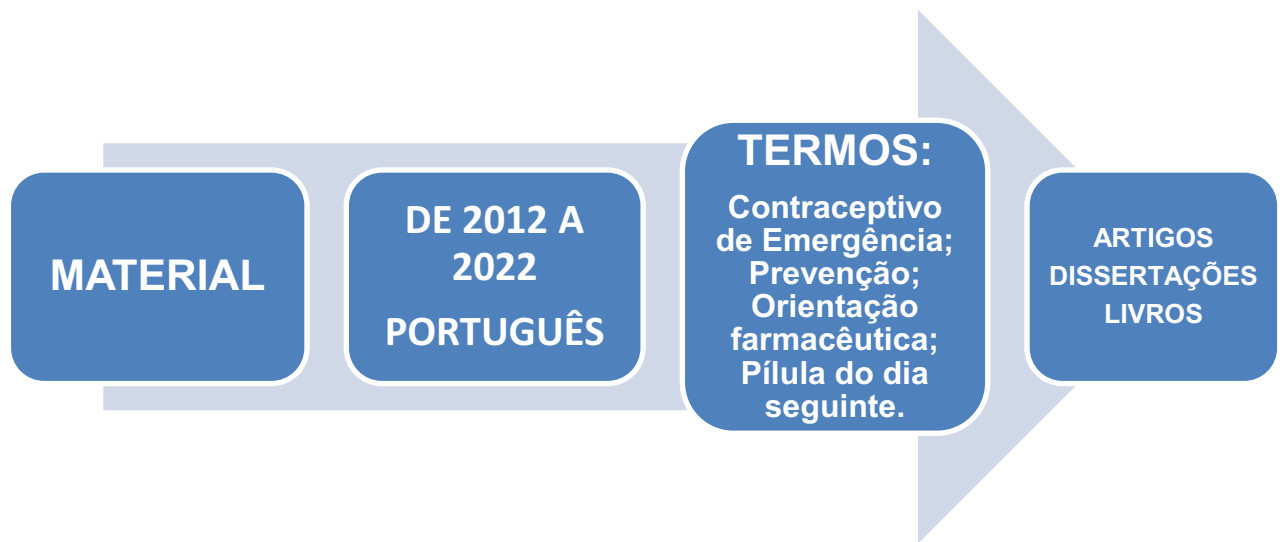 MATERIAL
DE 2012 A
2022
PORTUGUÊS
TERMOS:
Contraceptivo
de Emergência;
Prevenção;
Orientação
farmacêutica;
Pílula do dia
seguinte.
ARTIGOS
DISSERTAÇÕES
LIVROS